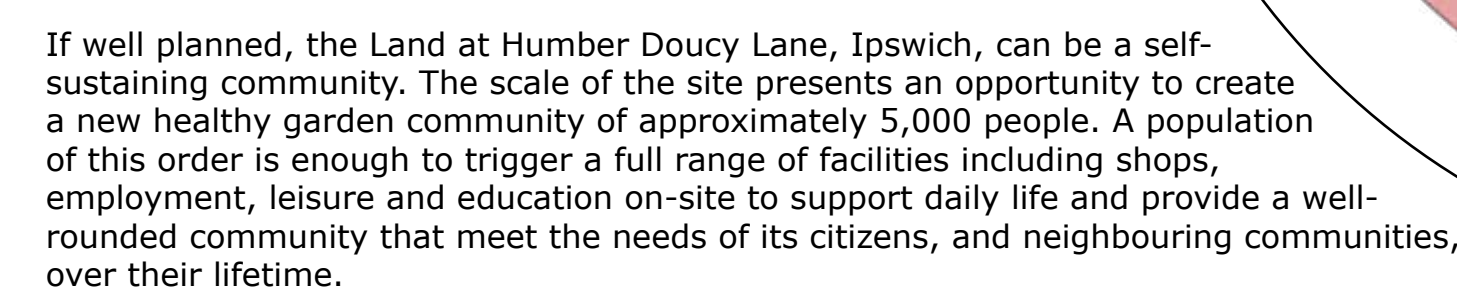 If well planned, the Land at Humber Doucy Lane, Ipswich, can be a self-
sustaining community. The scale of the site presents an opportunity to create
a new healthy garden community of approximately 5,000 people. A population
of this order is enough to trigger a full range of facilities including shops,
employment, leisure and education on-site to support daily life and provide a well-
rounded community that meet the needs of its citizens, and neighbouring communities,
over their lifetime.